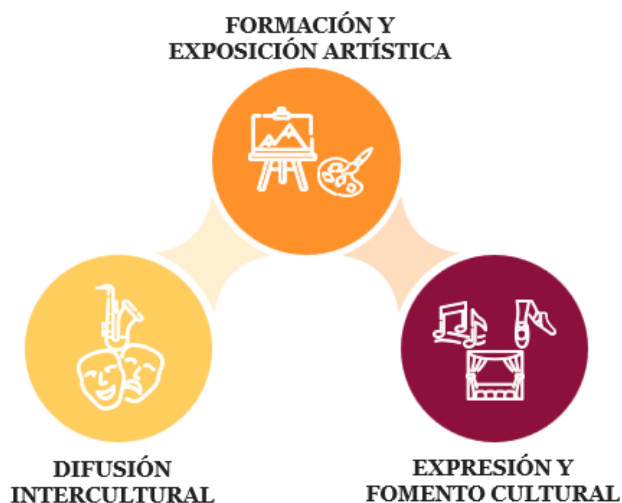 FORMACIÓN Y
EXPOSICIÓN ARTÍSTICA
DIFUSIÓN
INTERCULTURAL
EXPRESIÓN Y
FOMENTO CULTURAL